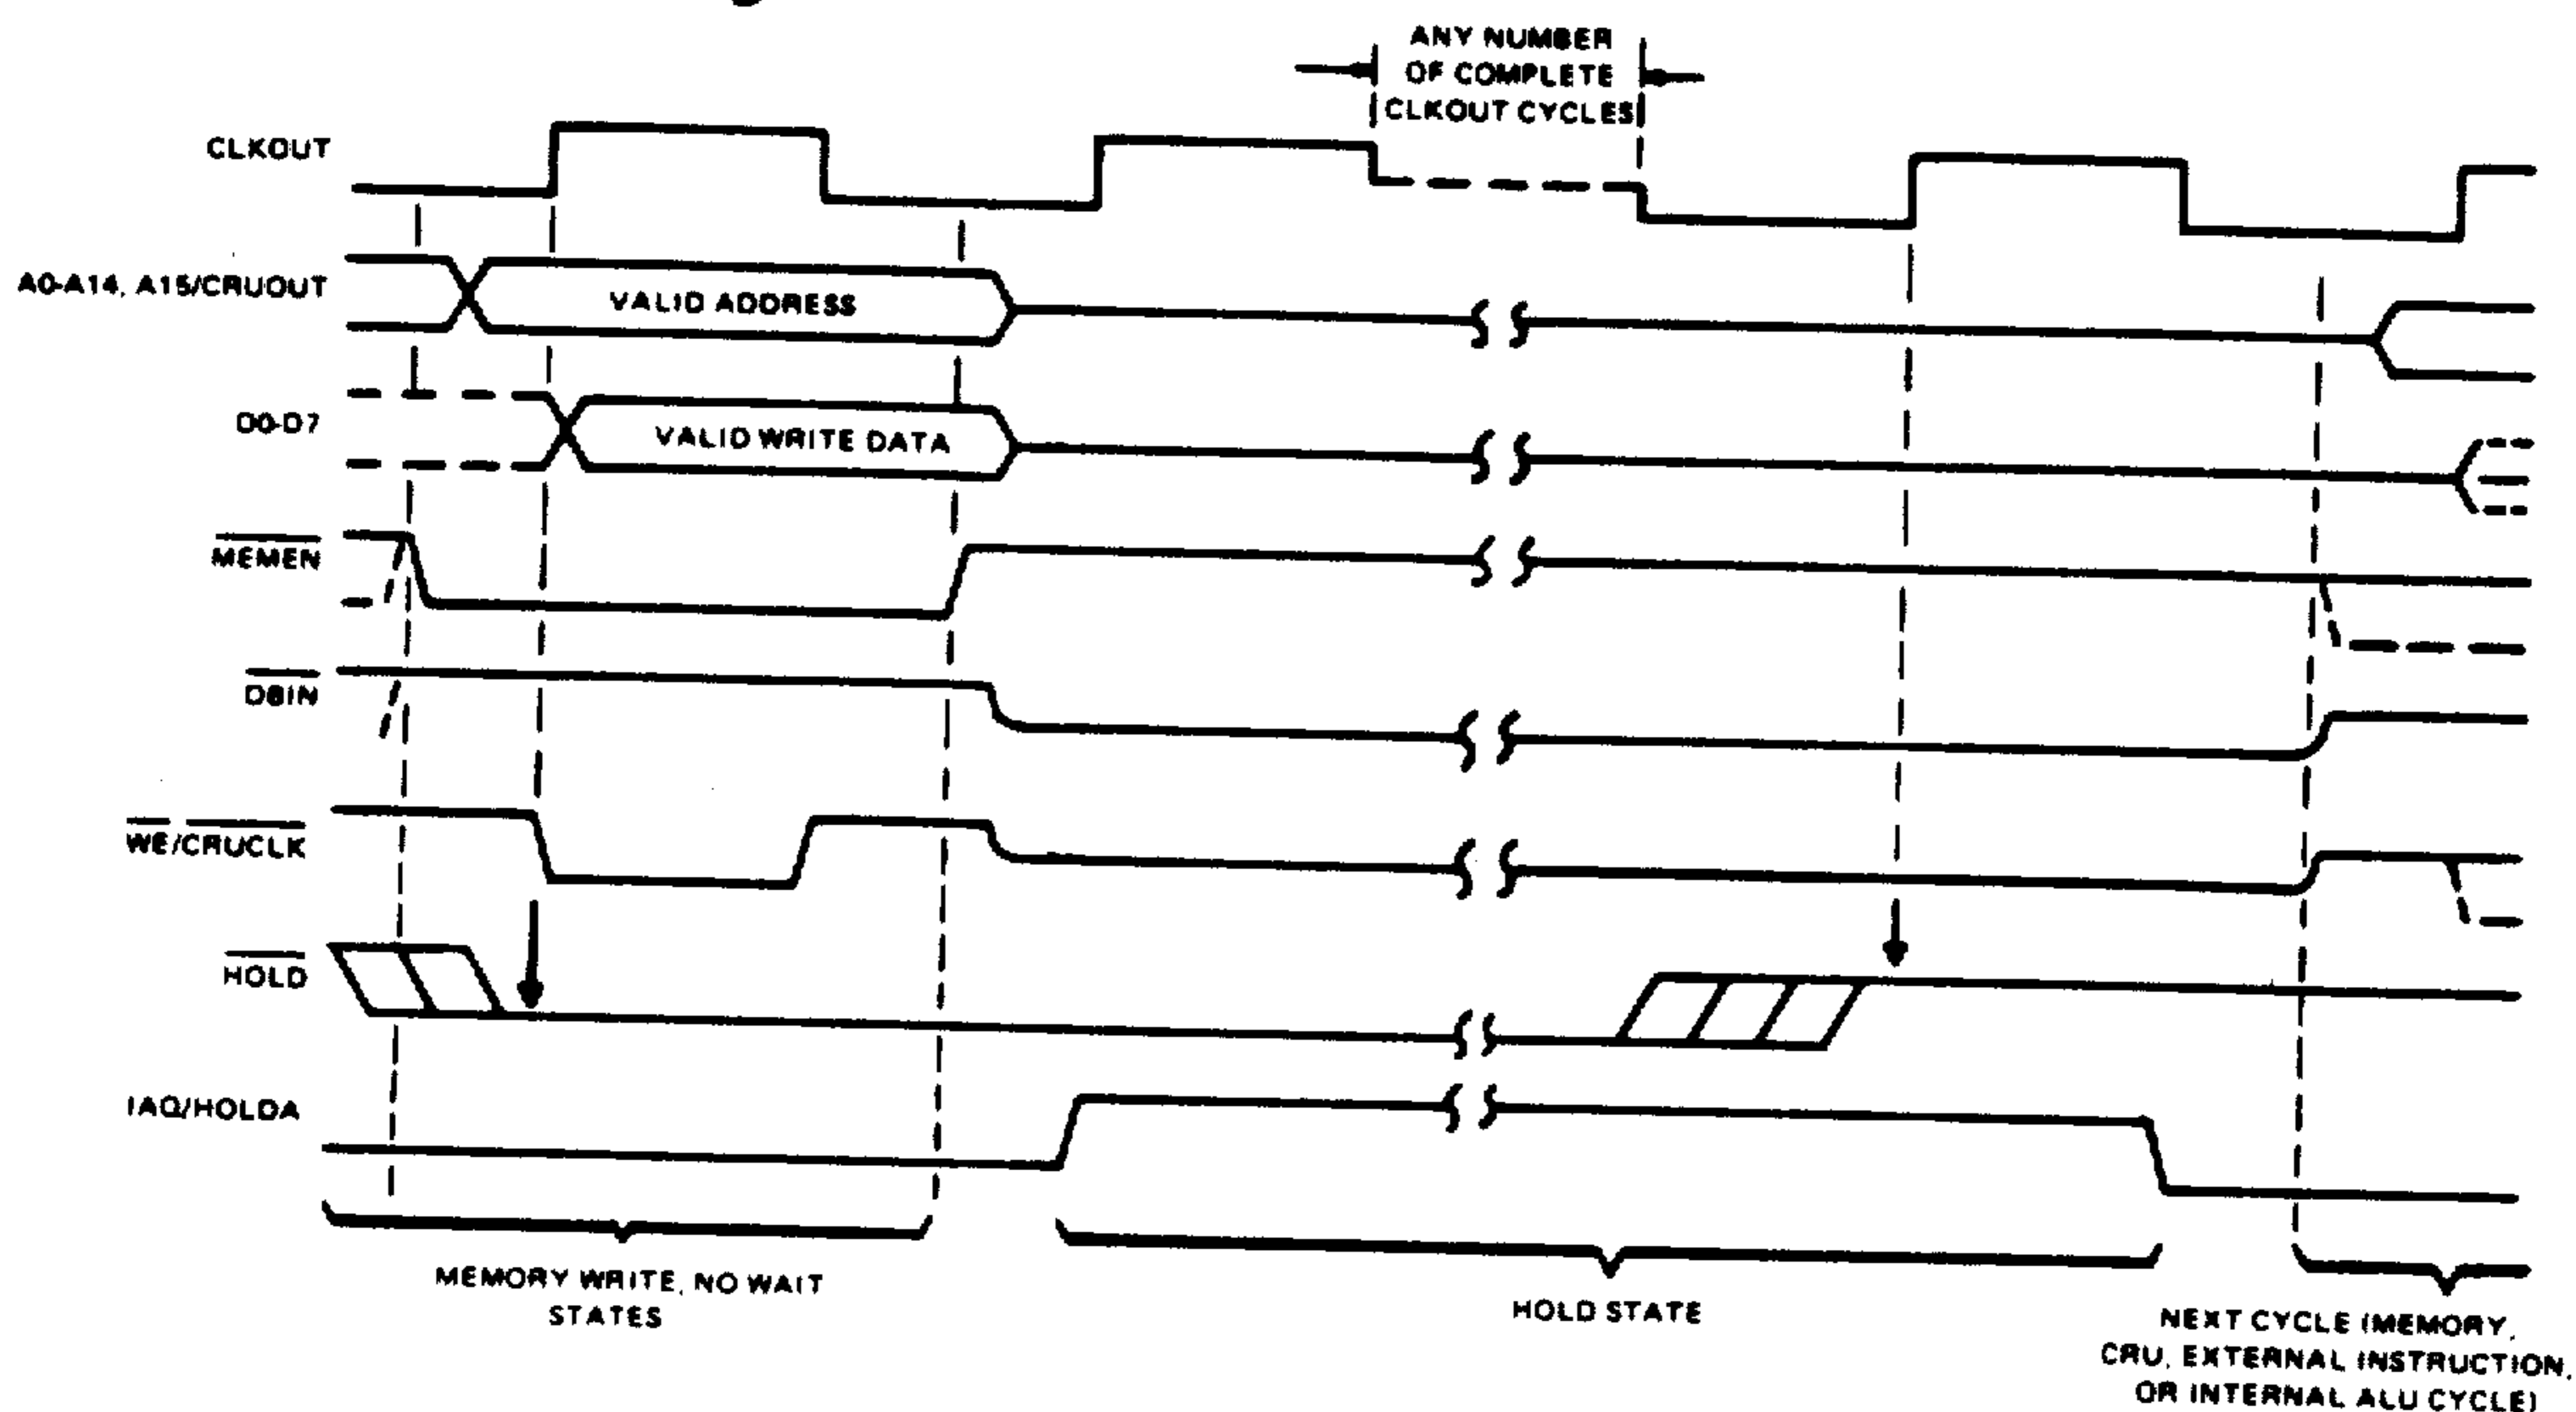 ANY NUMBER
OF COMPLETE
CLKOUT CYCLES
CLKOUT
A0-A14, A15/CRUOUT
VALID ADDRESS
D0-D7
VALID WRITE DATA
MEMEN
DBIN
WE/CRUCLK
HOLD
IAQ/HOLDA
MEMORY WRITE, NO WAIT
STATES
HOLD STATE
NEXT CYCLE (MEMORY,
CRU, EXTERNAL INSTRUCTION,
OR INTERNAL ALU CYCLE)